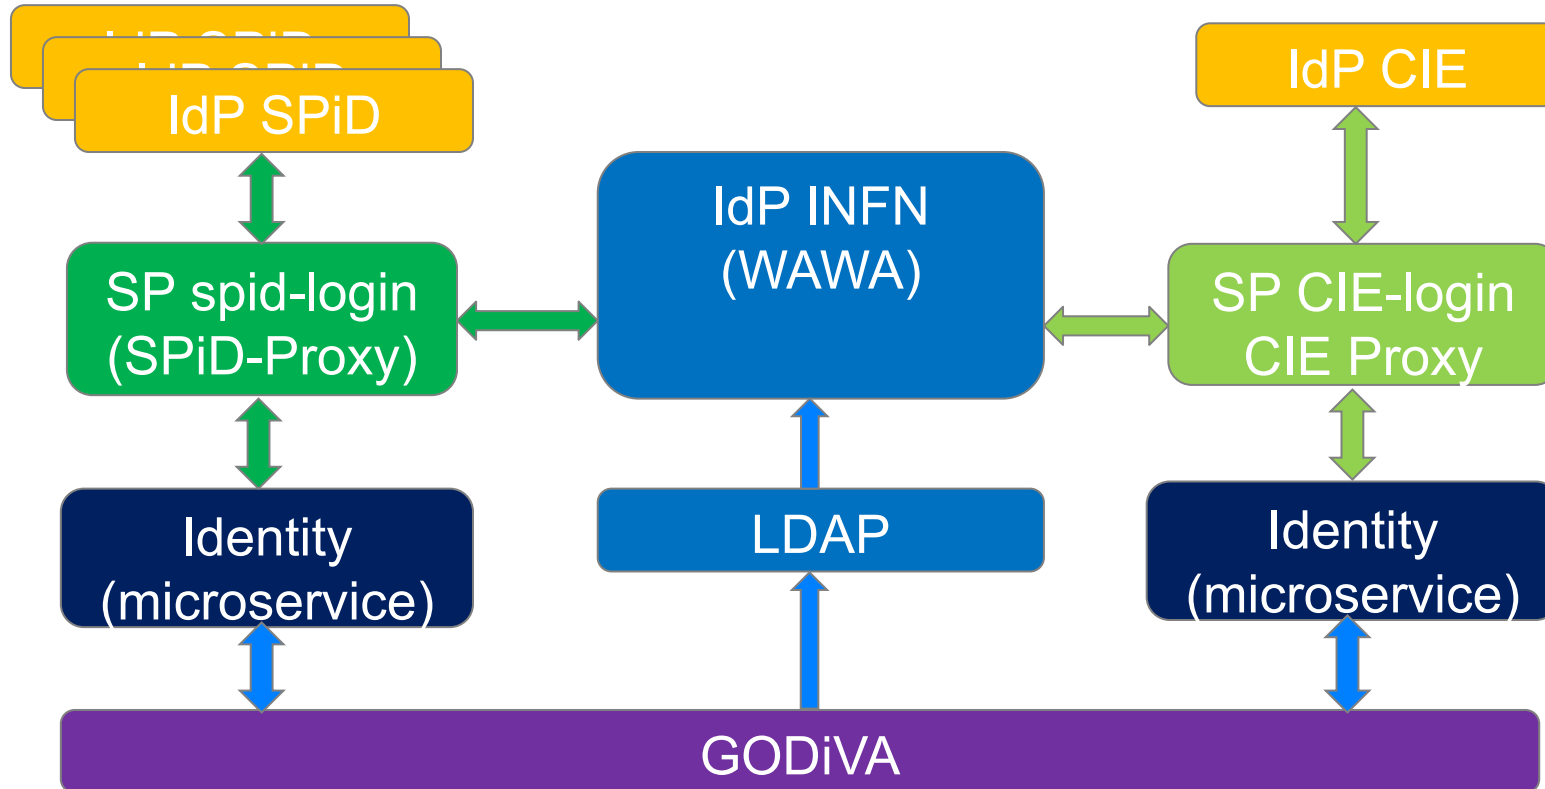 IdP SPiD
IdP CIE
IdP INFN
(WAWA)
SP spid-login
(SPiD-Proxy)
SP CIE-login
CIE Proxy
Identity
(microservice)
LDAP
Identity
(microservice)
GODiVA